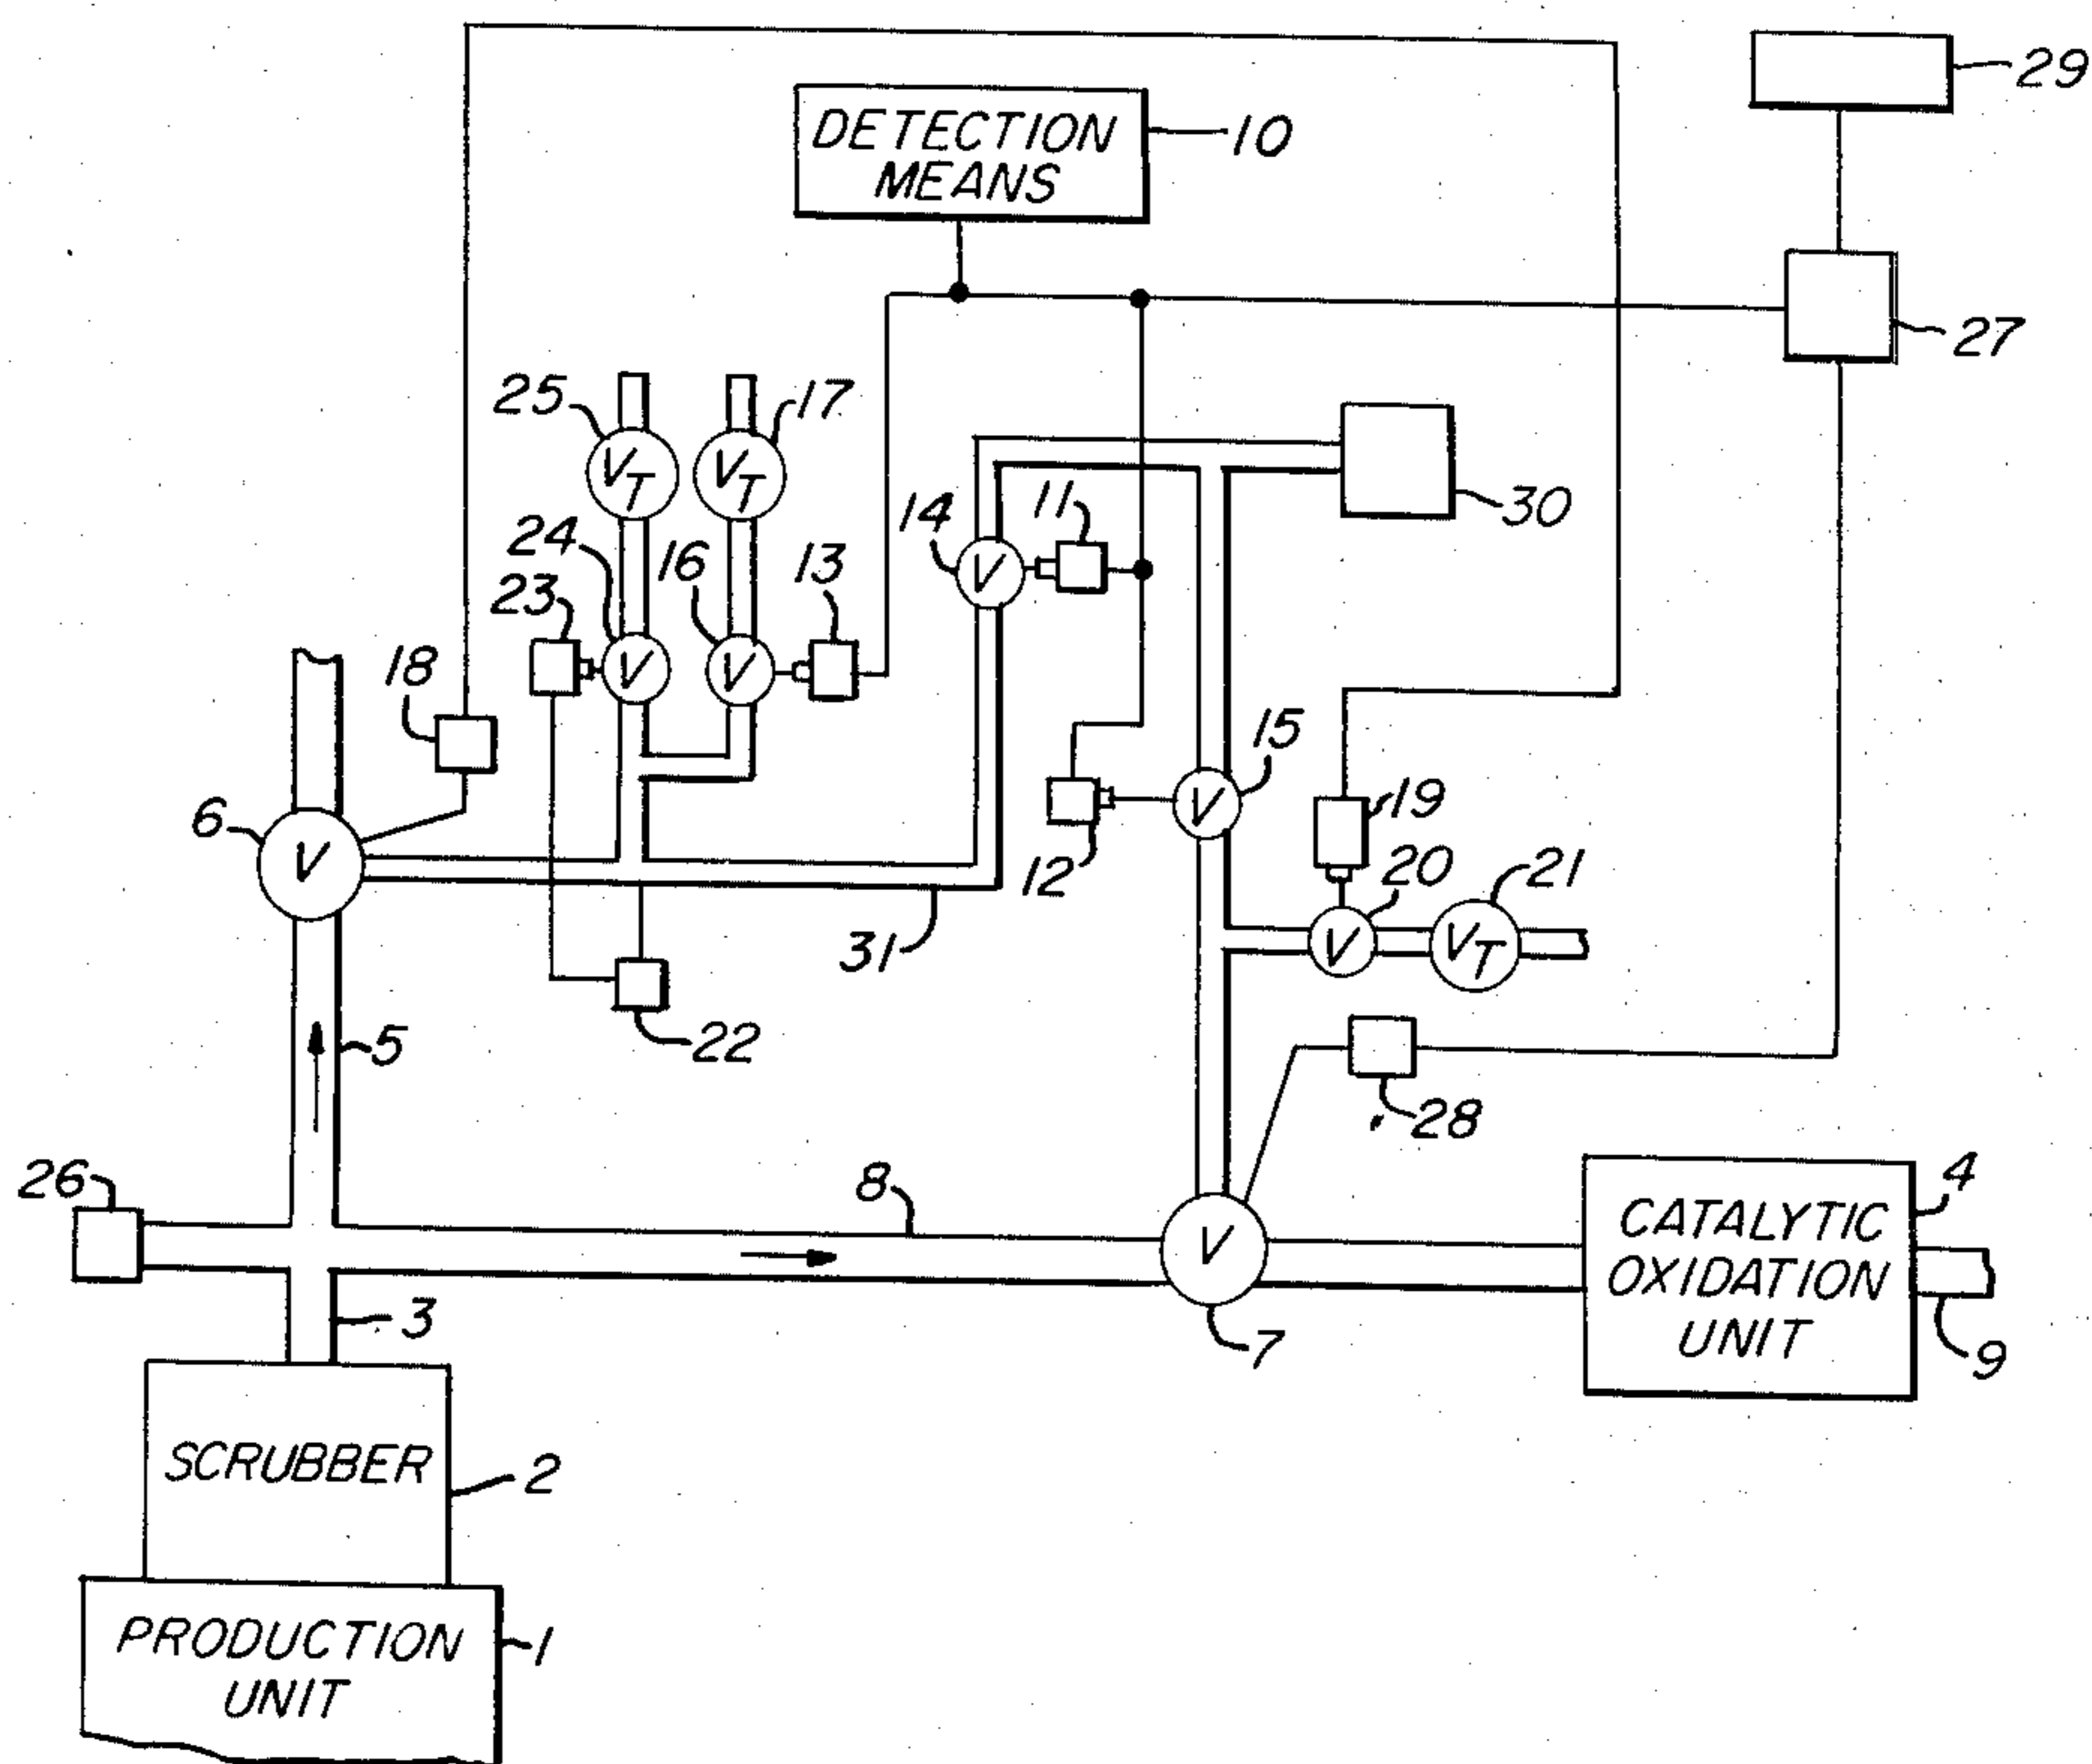 29
DETECTION
MEANS
10
27
25
VT
17
VT
14
V
11
30
24
23
16
13
18
V
V
15
V
6
V
12
19
20
21
V
VT
31
5
22
28
26
8
4
CATALYTIC
OXIDATION
UNIT
V
7
9
3
SCRUBBER
2
PRODUCTION
UNIT
1